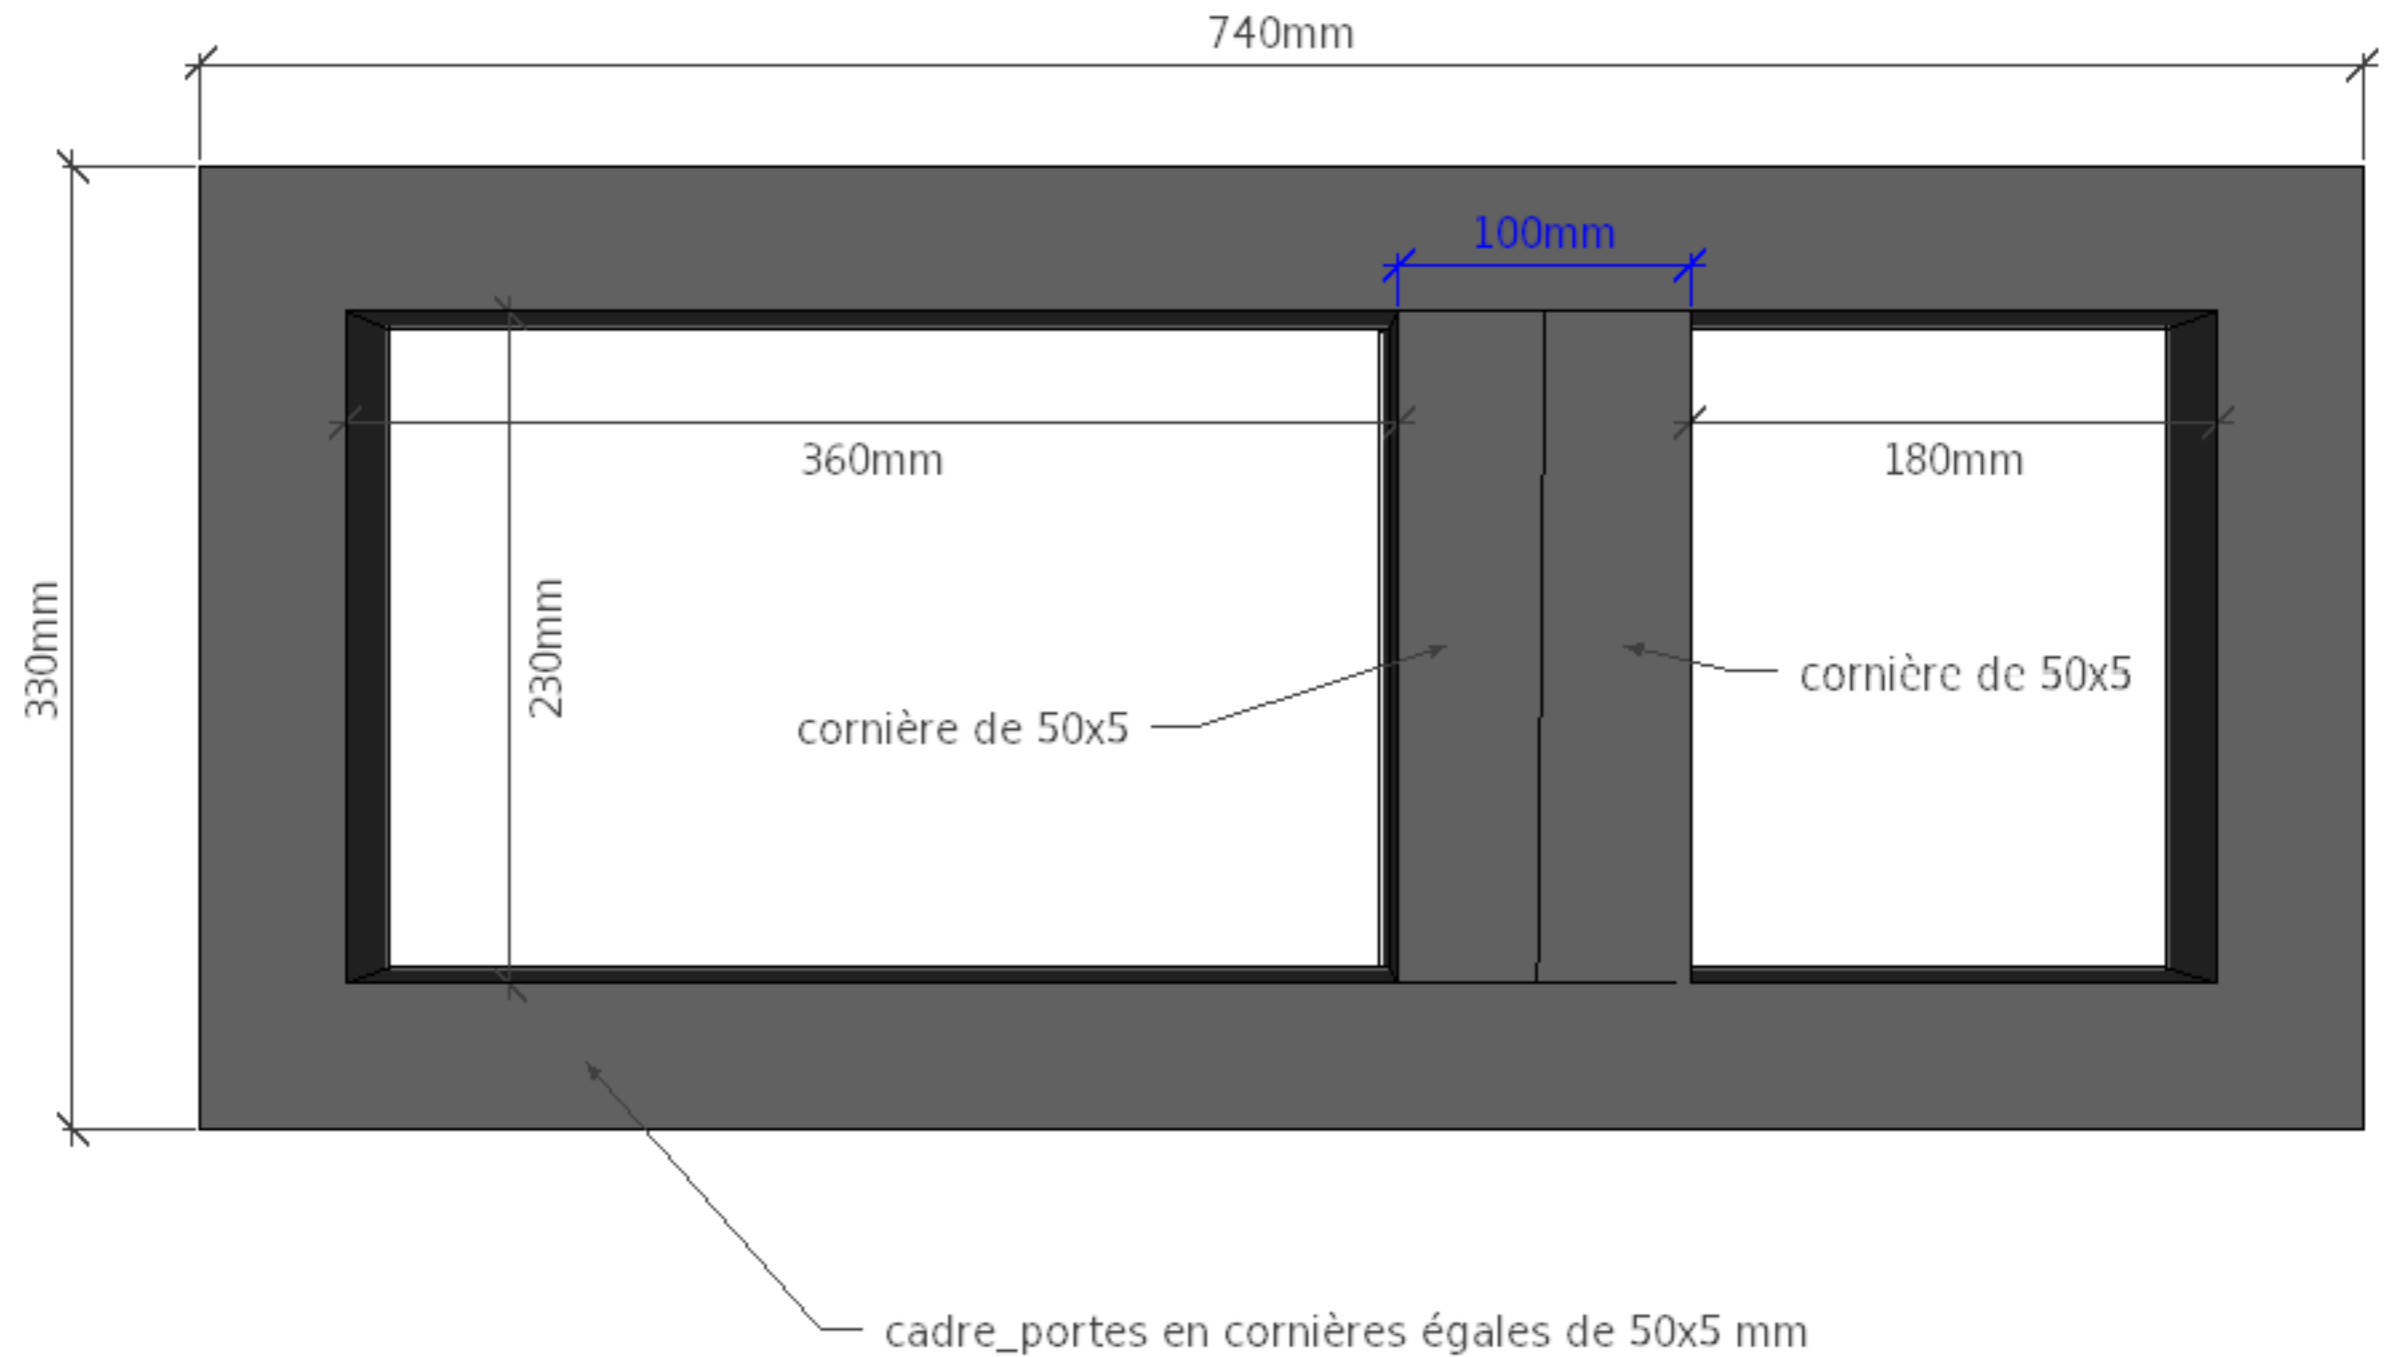 740mm
100mm
360mm
180mm
330mm
230mm
cornière de 50x5
cornière de 50x5
cadre_portes en cornières égales de 50x5 mm